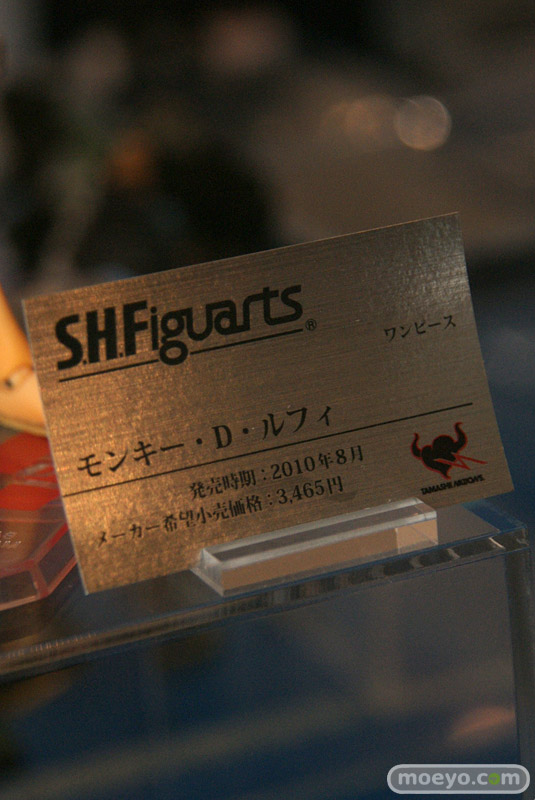 S.H.Figuarts®
ワンピース
モンキー・D・ルフィ
発売時期：2010年8月
メーカー希望小売価格：3,465円
TAMASHII NATIONS
moeyo.com